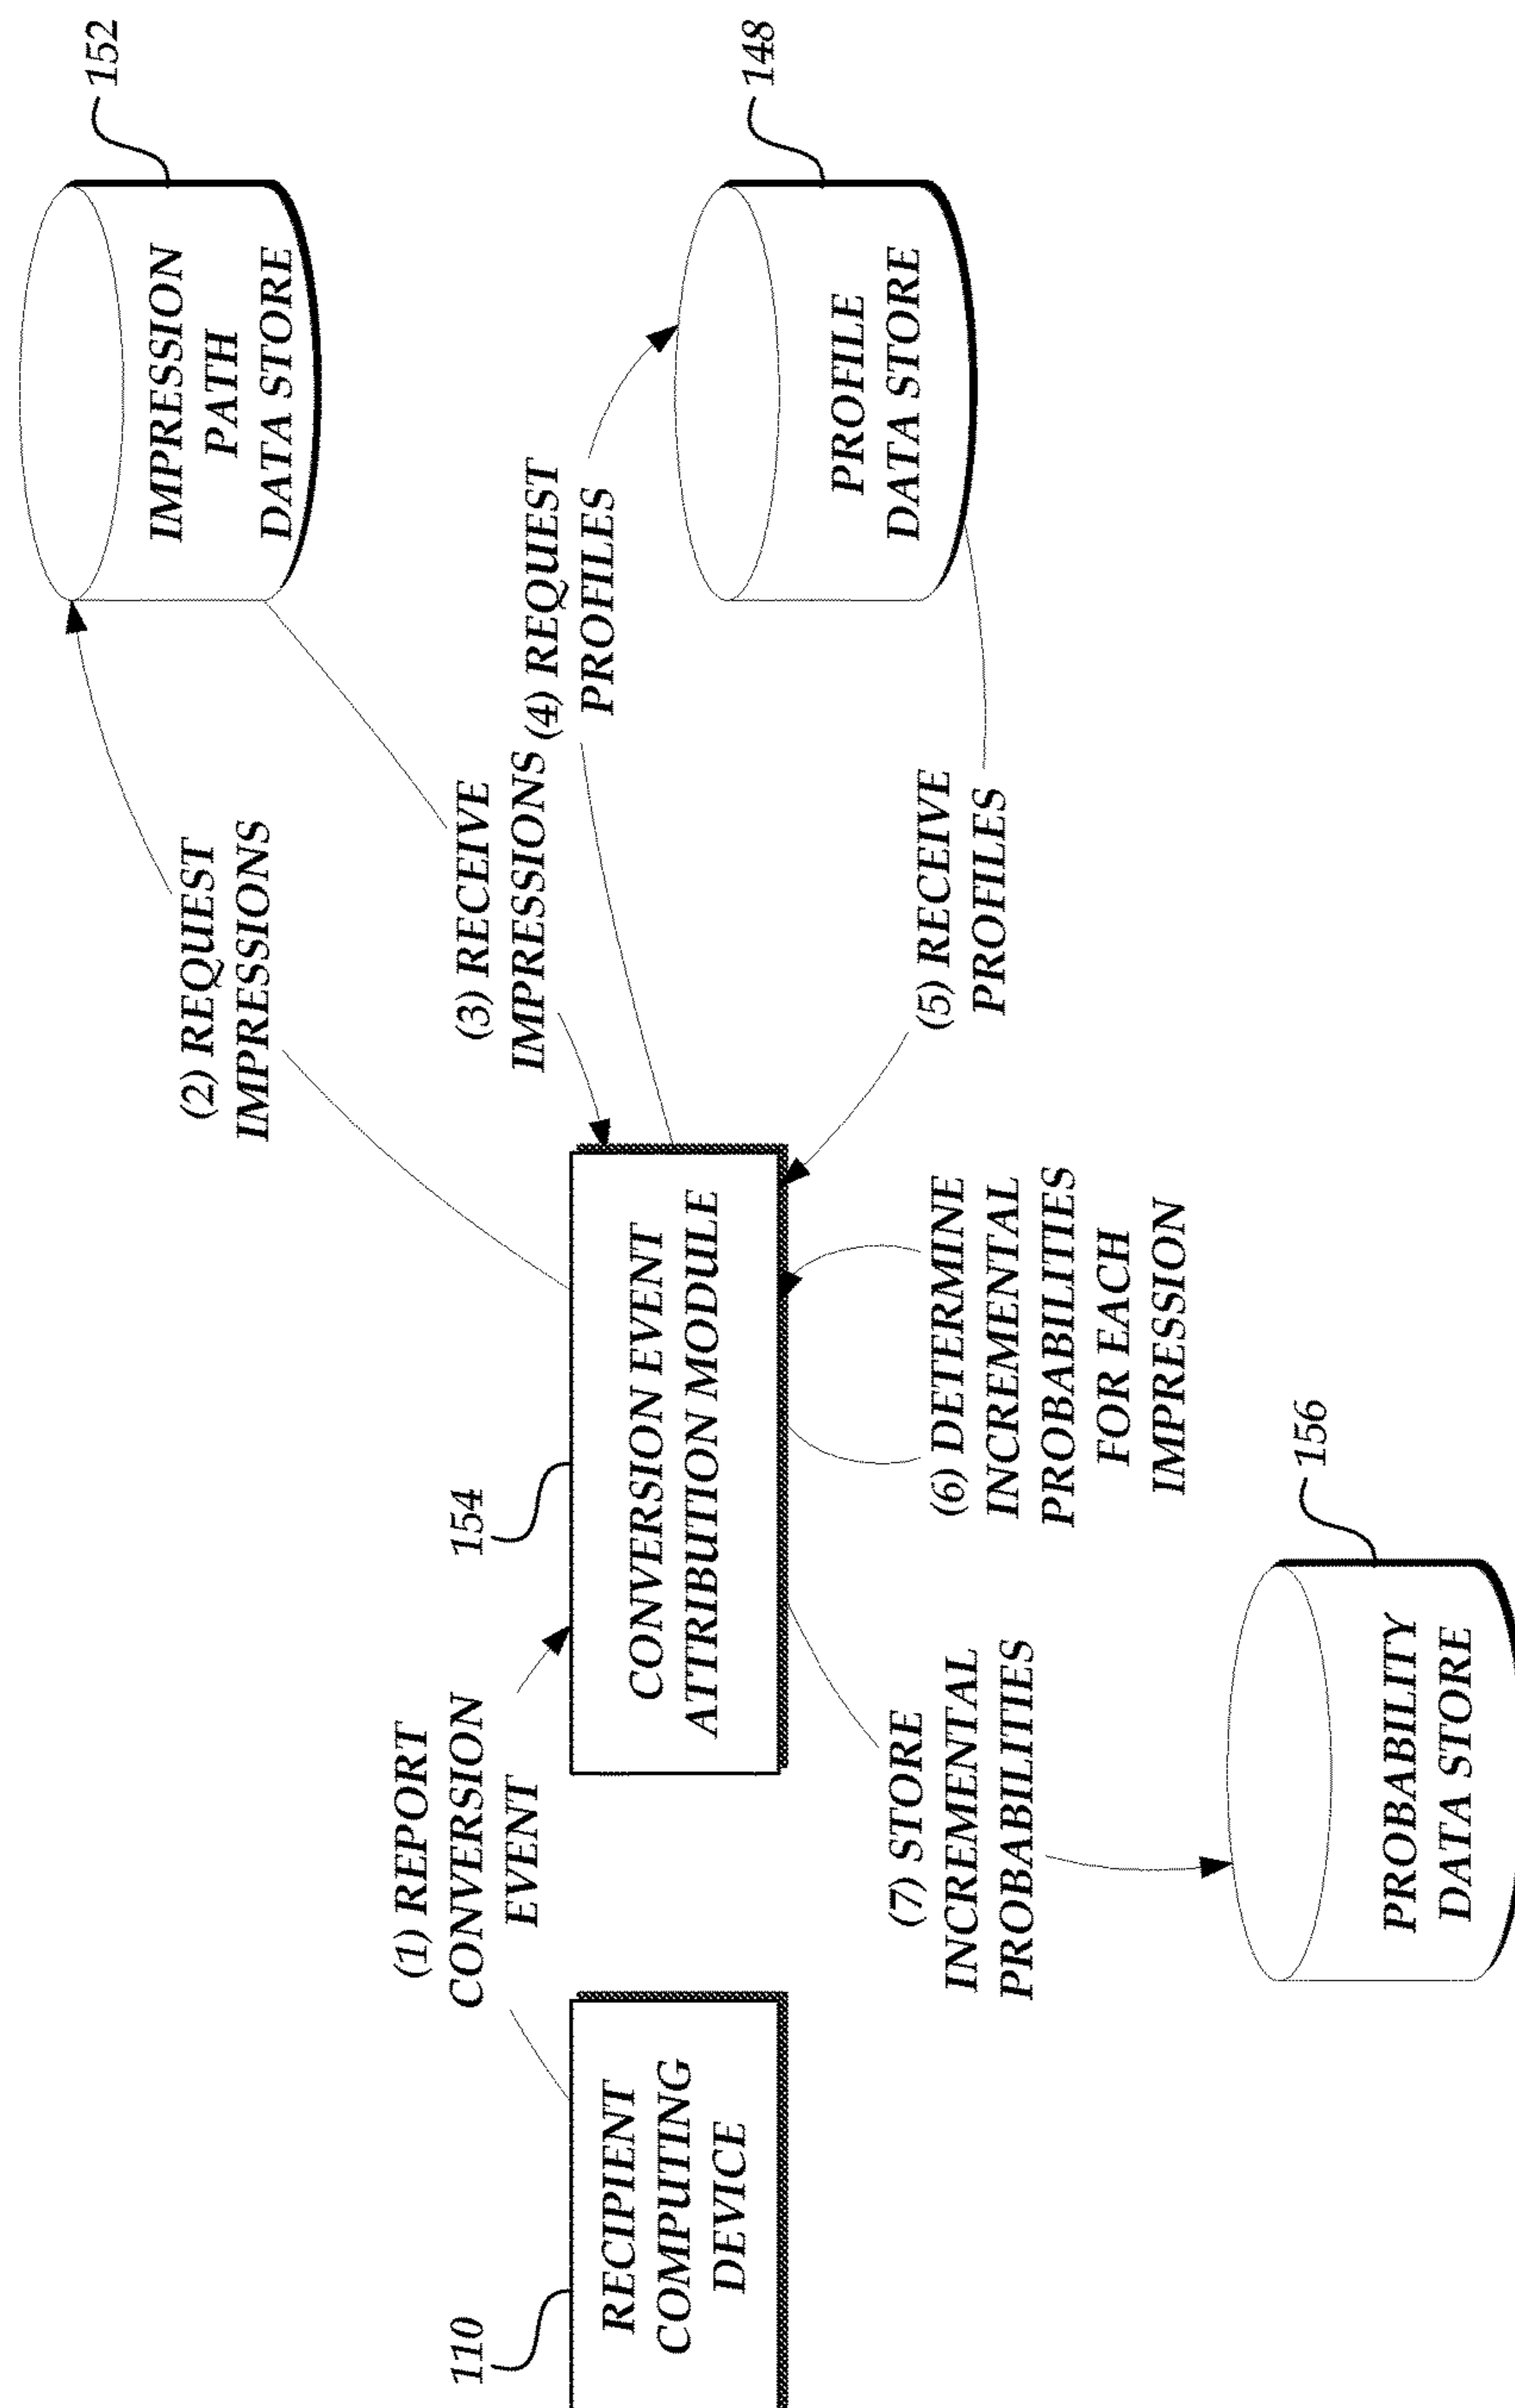 152
IMPRESSION
PATH
DATA STORE
(2) REQUEST
IMPRESSIONS
(3) RECEIVE
IMPRESSIONS
(4) REQUEST
PROFILES
148
PROFILE
DATA STORE
(5) RECEIVE
PROFILES
154
CONVERSION EVENT
ATTRIBUTION MODULE
(1) REPORT
CONVERSION
EVENT
110
RECIPIENT
COMPUTING
DEVICE
(6) DETERMINE
INCREMENTAL
PROBABILITIES
FOR EACH
IMPRESSION
(7) STORE
INCREMENTAL
PROBABILITIES
156
PROBABILITY
DATA STORE